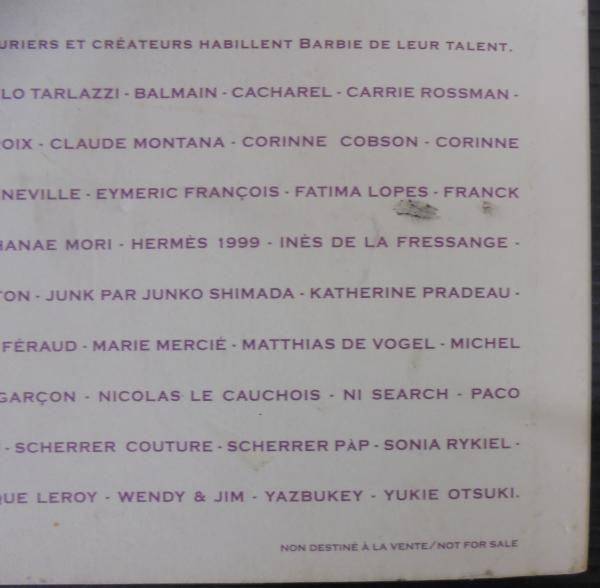 URIERS ET CRÉATEURS HABILLENT BARBIE DE LEUR TALENT.
LO TARLAZZI - BALMAIN - CACHAREL - CARRIE ROSSMAN -
OIX - CLAUDE MONTANA - CORINNE COBSON - CORINNE
NEVILLE - EYMERIC FRANÇOIS - FATIMA LOPES - FRANCK
HANAE MORI - HERMÈS 1999 - INÈS DE LA FRESSANGE -
TON - JUNK PAR JUNKO SHIMADA - KATHERINE PRADEAU -
FÉRAUD - MARIE MERCIÉ - MATTHIAS DE VOGEL - MICHEL
GARÇON - NICOLAS LE CAUCHOIS - NI SEARCH - PACO
- SCHERRER COUTURE - SCHERRER PÀP - SONIA RYKIEL -
QUE LEROY - WENDY & JIM - YAZBUKEY - YUKIE OTSUKI.
NON DESTINÉ À LA VENTE/NOT FOR SALE